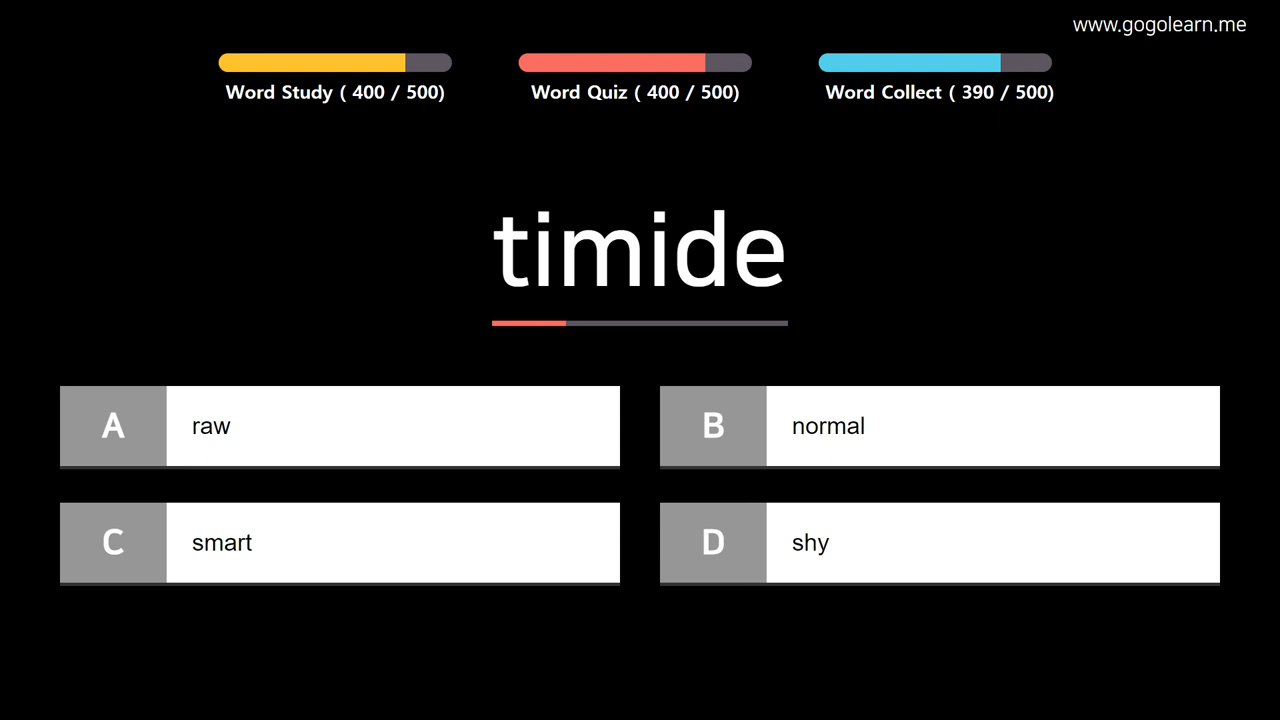 www.gogolearn.me
Word Study ( 400 / 500)
Word Quiz ( 400 / 500)
Word Collect ( 390 / 500)
timide
A
raw
B
normal
C
smart
D
shy